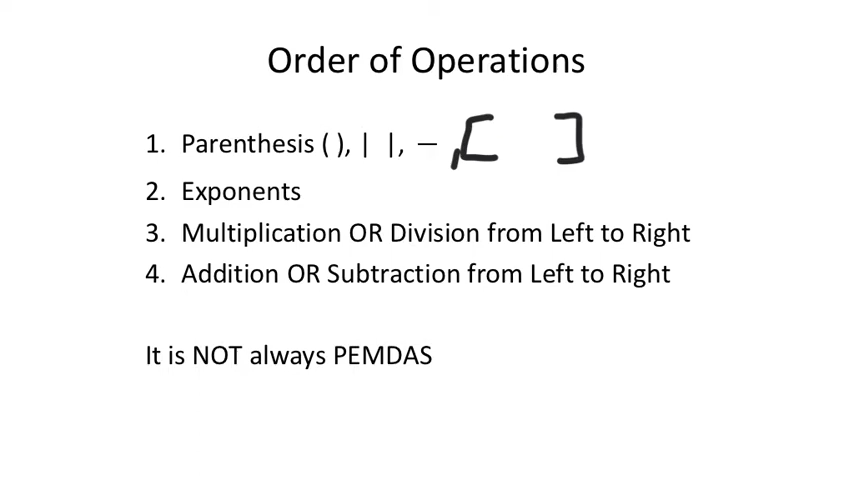 Order of Operations
1. Parenthesis ( ), | |, — ,[ ]
2. Exponents
3. Multiplication OR Division from Left to Right
4. Addition OR Subtraction from Left to Right
It is NOT always PEMDAS